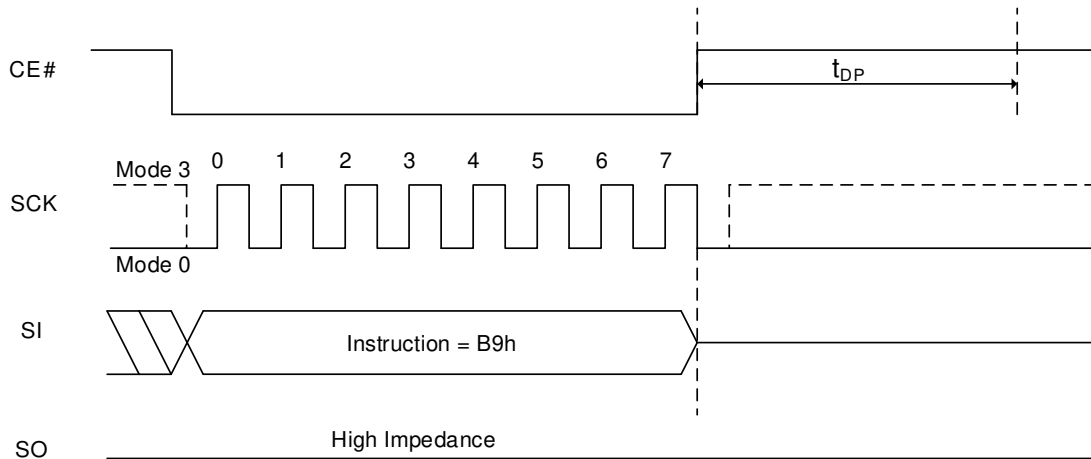 CE#
t_DP
Mode 3
0 1 2 3 4 5 6 7
SCK
Mode 0
SI
Instruction = B9h
High Impedance
SO